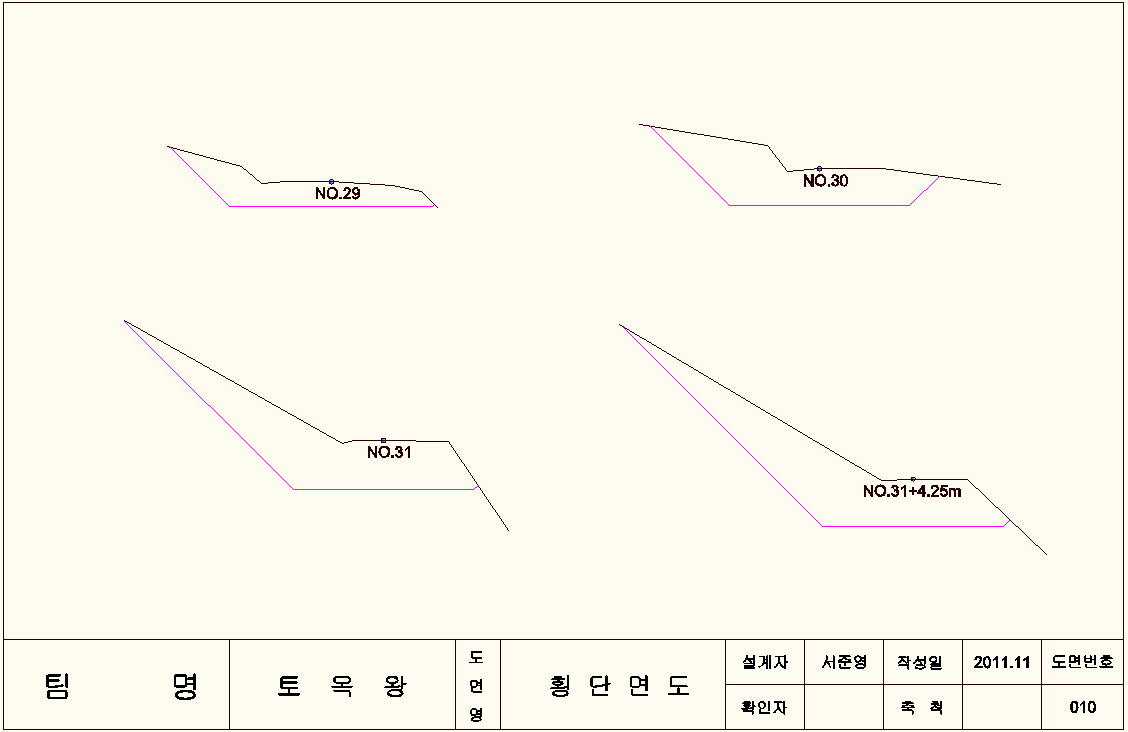 NO.29
NO.30
NO.31
NO.31+4.25m
팀 명
토 옥 왕
도
면
영
횡 단 면 도
설계자
서준영
작성일
2011.11
도면번호
확인자
축 척
010